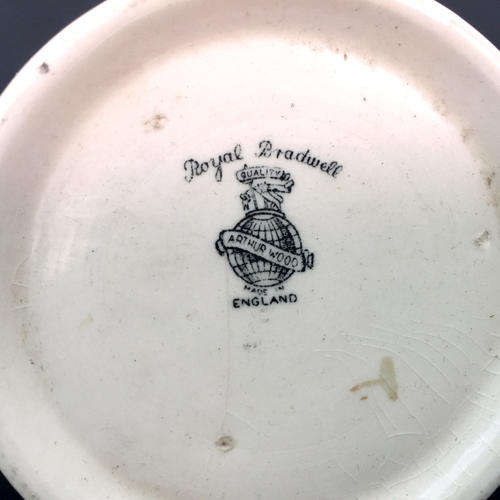 Royal Bradwell
QUALITY
ARTHUR WOOD
MADE IN
ENGLAND